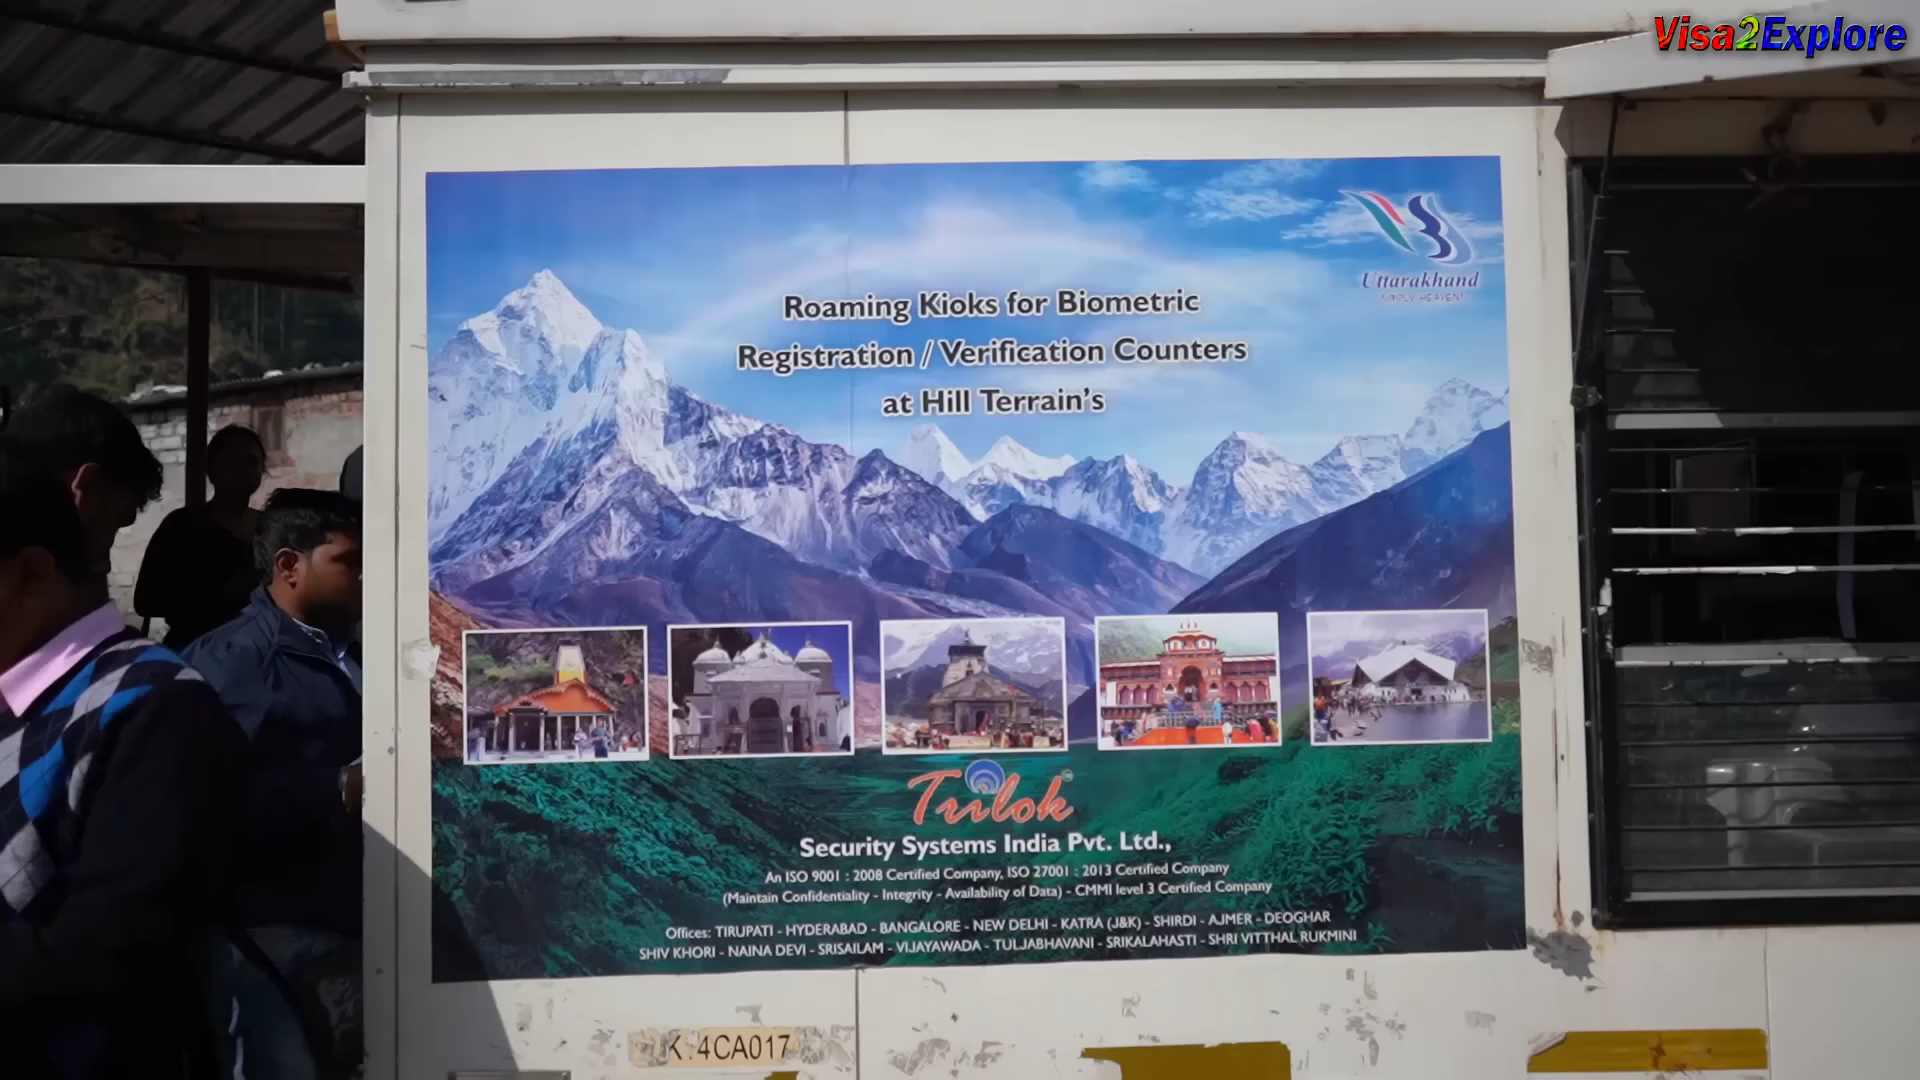 Visa2Explore
Uttarakhand
SIMPLY HEAVEN!
Roaming Kioks for Biometric
Registration / Verification Counters
at Hill Terrain's
Trilok™
Security Systems India Pvt. Ltd.,
An ISO 9001 : 2008 Certified Company, ISO 27001 : 2013 Certified Company
(Maintain Confidentiality - Integrity - Availability of Data) - CMMI level 3 Certified Company
Offices: TIRUPATI - HYDERABAD - BANGALORE - NEW DELHI - KATRA (J&K) - SHIRDI - AJMER - DEOGHAR
SHIV KHORI - NAINA DEVI - SRISAILAM - VIJAYAWADA - TULJABHAVANI - SRIKALAHASTI - SHRI VITTHAL RUKMINI